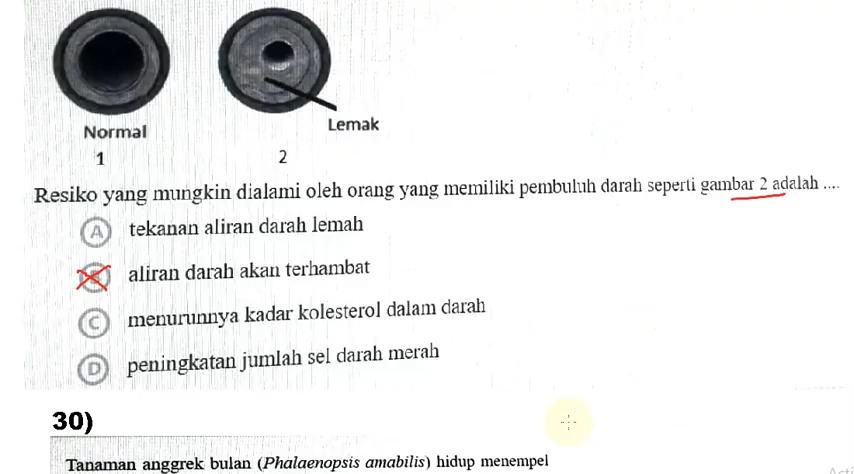 Normal
Lemak
1
2
Resiko yang mungkin dialami oleh orang yang memiliki pembuluh darah seperti gambar 2 adalah ....
A tekanan aliran darah lemah
aliran darah akan terhambat
C menurunnya kadar kolesterol dalam darah
D peningkatan jumlah sel darah merah
30)
Tanaman anggrek bulan (Phalaenopsis amabilis) hidup menempel